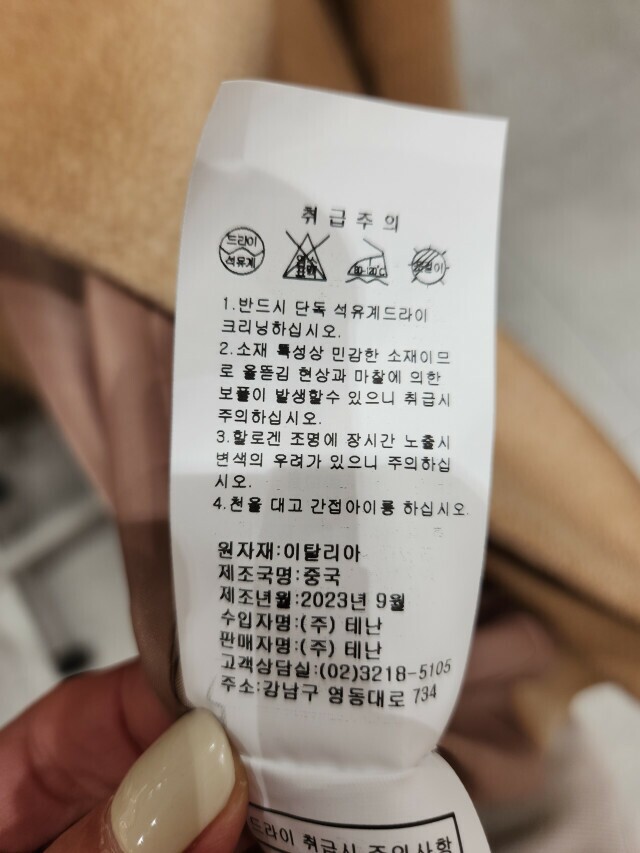 취급주의
드라이
석유계
염소
표백
80-120℃
1.반드시 단독 석유계드라이
크리닝하십시오.
2.소재 특성상 민감한 소재이므
로 올뜯김 현상과 마찰에 의한
보풀이 발생할수 있으니 취급시
주의하십시오.
3.할로겐 조명에 장시간 노출시
변색의 우려가 있으니 주의하십
시오.
4.천을 대고 간접아이롱 하십시오.
원자재:이탈리아
제조국명:중국
제조년월:2023년 9월
수입자명:(주) 테난
판매자명:(주) 테난
고객상담실:(02)3218-5105
주소:강남구 영동대로 734
드라이 취급시 주의사항